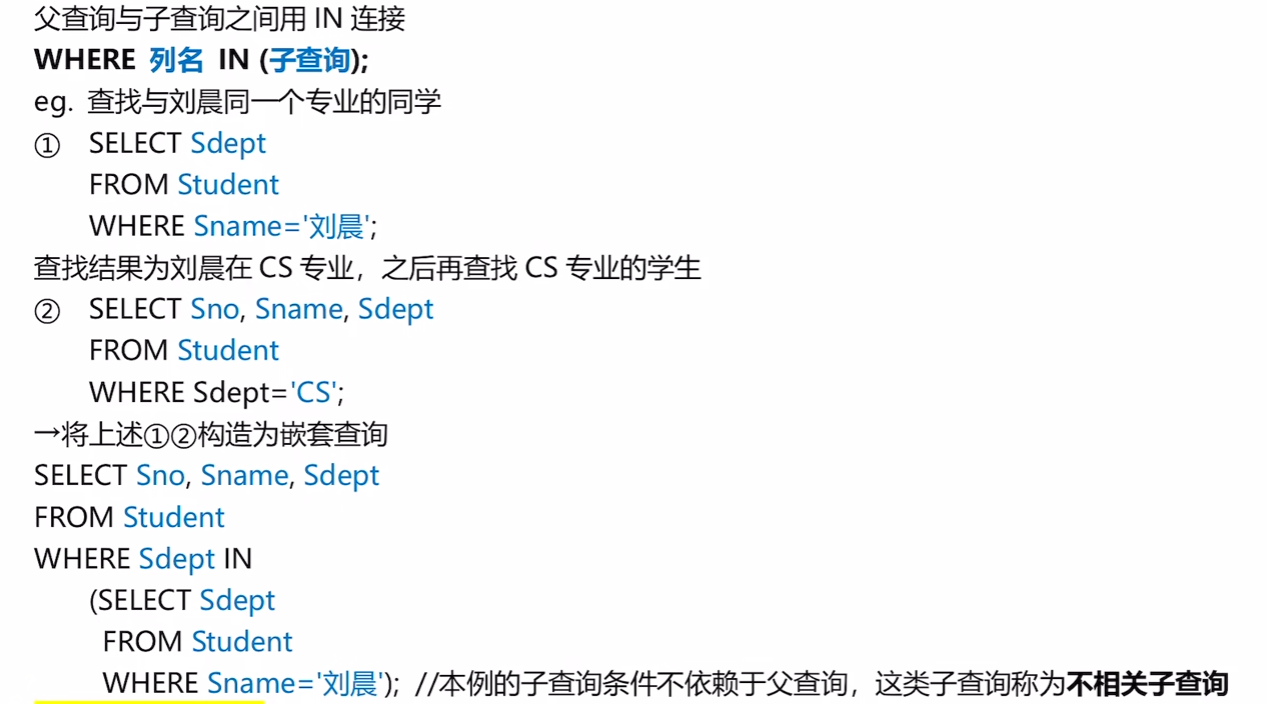 父查询与子查询之间用 IN 连接
WHERE 列名 IN (子查询);
eg. 查找与刘晨同一个专业的同学
① SELECT Sdept
FROM Student
WHERE Sname='刘晨';
查找结果为刘晨在 CS 专业，之后再查找 CS 专业的学生
② SELECT Sno, Sname, Sdept
FROM Student
WHERE Sdept='CS';
→将上述①②构造为嵌套查询
SELECT Sno, Sname, Sdept
FROM Student
WHERE Sdept IN
(SELECT Sdept
FROM Student
WHERE Sname='刘晨'); //本例的子查询条件不依赖于父查询，这类子查询称为不相关子查询